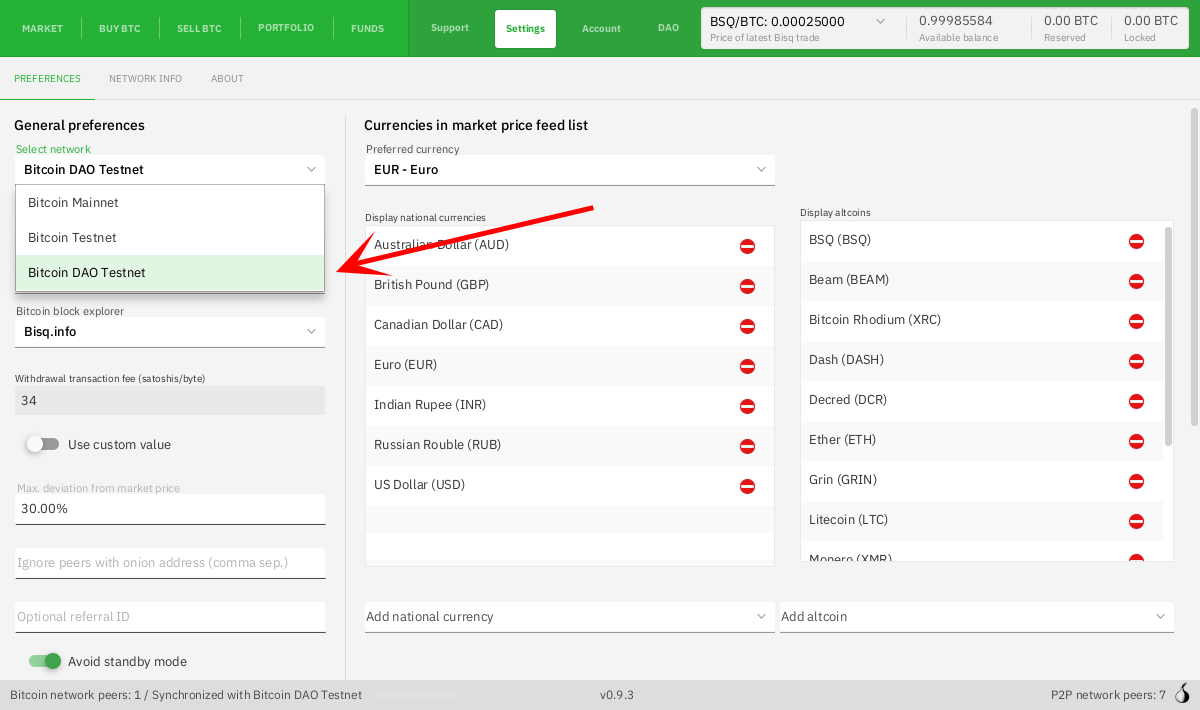 MARKET
BUY BTC
SELL BTC
PORTFOLIO
FUNDS
Support
Settings
Account
DAO
BSQ/BTC: 0.00025000
Price of latest Bisq trade
0.99985584
Available balance
0.00 BTC
Reserved
0.00 BTC
Locked
PREFERENCES
NETWORK INFO
ABOUT
General preferences
Select network
Bitcoin DAO Testnet
Bitcoin Mainnet
Bitcoin Testnet
Bitcoin DAO Testnet
Bitcoin block explorer
Bisq.info
Withdrawal transaction fee (satoshis/byte)
34
Use custom value
Max. deviation from market price
30.00%
Ignore peers with onion address (comma sep.)
Optional referral ID
Avoid standby mode
Currencies in market price feed list
Preferred currency
EUR - Euro
Display national currencies
Australian Dollar (AUD)
British Pound (GBP)
Canadian Dollar (CAD)
Euro (EUR)
Indian Rupee (INR)
Russian Rouble (RUB)
US Dollar (USD)
Add national currency
Display altcoins
BSQ (BSQ)
Beam (BEAM)
Bitcoin Rhodium (XRC)
Dash (DASH)
Decred (DCR)
Ether (ETH)
Grin (GRIN)
Litecoin (LTC)
Monero (XMR)
Add altcoin
Bitcoin network peers: 1 / Synchronized with Bitcoin DAO Testnet
v0.9.3
P2P network peers: 7